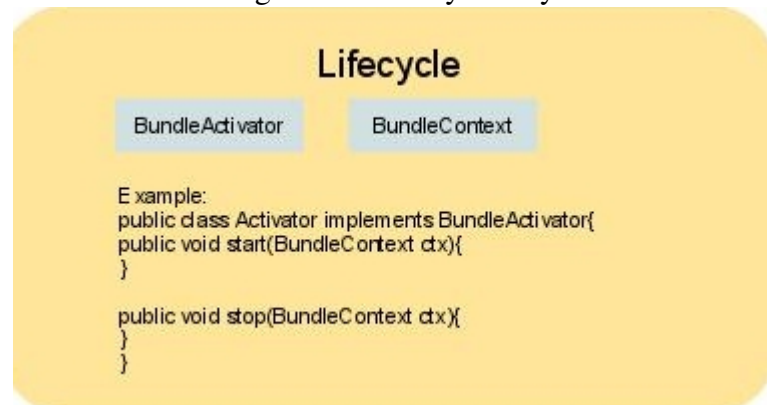 Lifecycle
BundleActivator
BundleContext
Example:
public class Activator implements BundleActivator{
public void start(BundleContext ctx){
}
public void stop(BundleContext ctx){
}
}